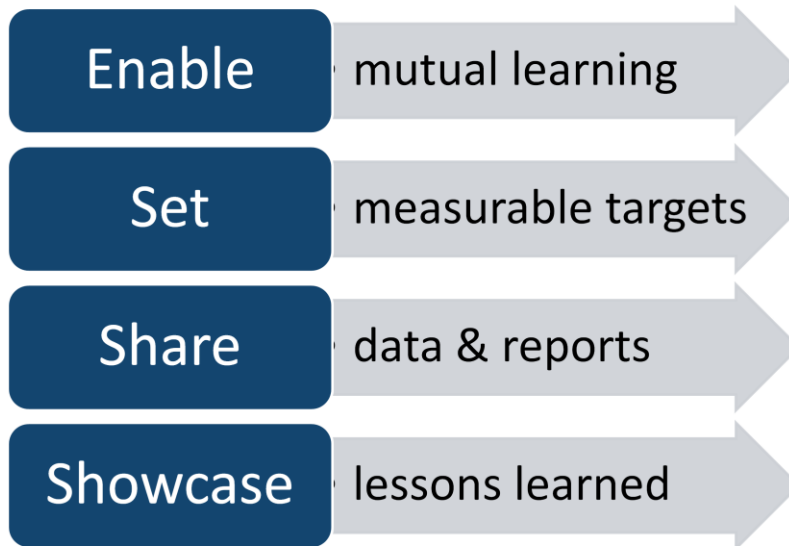 Enable
• mutual learning
Set
• measurable targets
Share
• data & reports
Showcase
• lessons learned